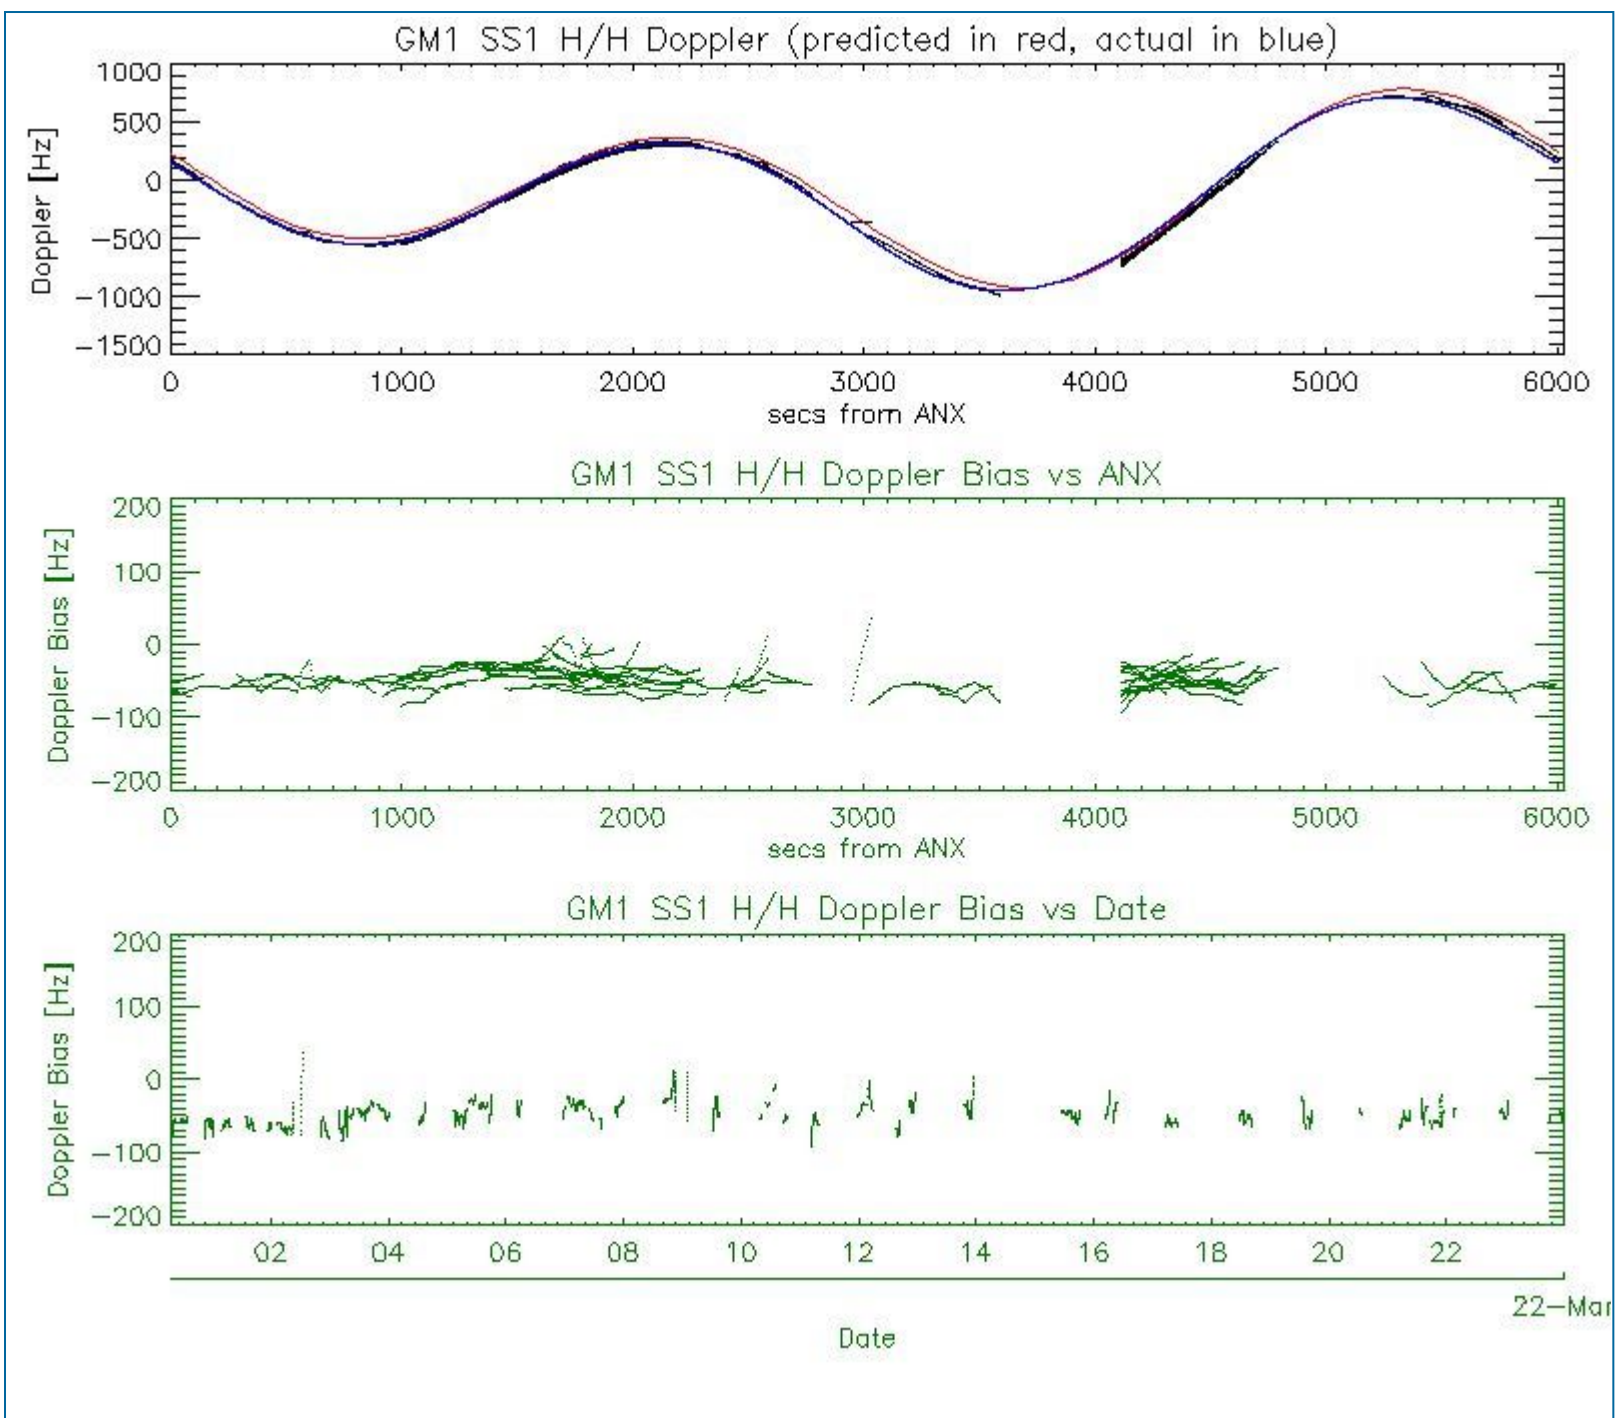 GM1 SS1 H/H Doppler (predicted in red, actual in blue)
Doppler [Hz]
1000
500
0
−500
−1000
−1500
0 1000 2000 3000 4000 5000 6000
secs from ANX
GM1 SS1 H/H Doppler Bias vs ANX
Doppler Bias [Hz]
200
100
0
−100
−200
0 1000 2000 3000 4000 5000 6000
secs from ANX
GM1 SS1 H/H Doppler Bias vs Date
Doppler Bias [Hz]
200
100
0
−100
−200
02 04 06 08 10 12 14 16 18 20 22
22−Mar
Date